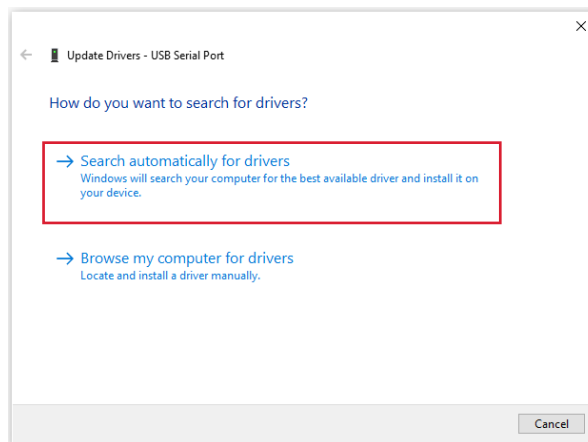 Update Drivers - USB Serial Port
How do you want to search for drivers?
Search automatically for drivers
Windows will search your computer for the best available driver and install it on
your device.
Browse my computer for drivers
Locate and install a driver manually.
Cancel